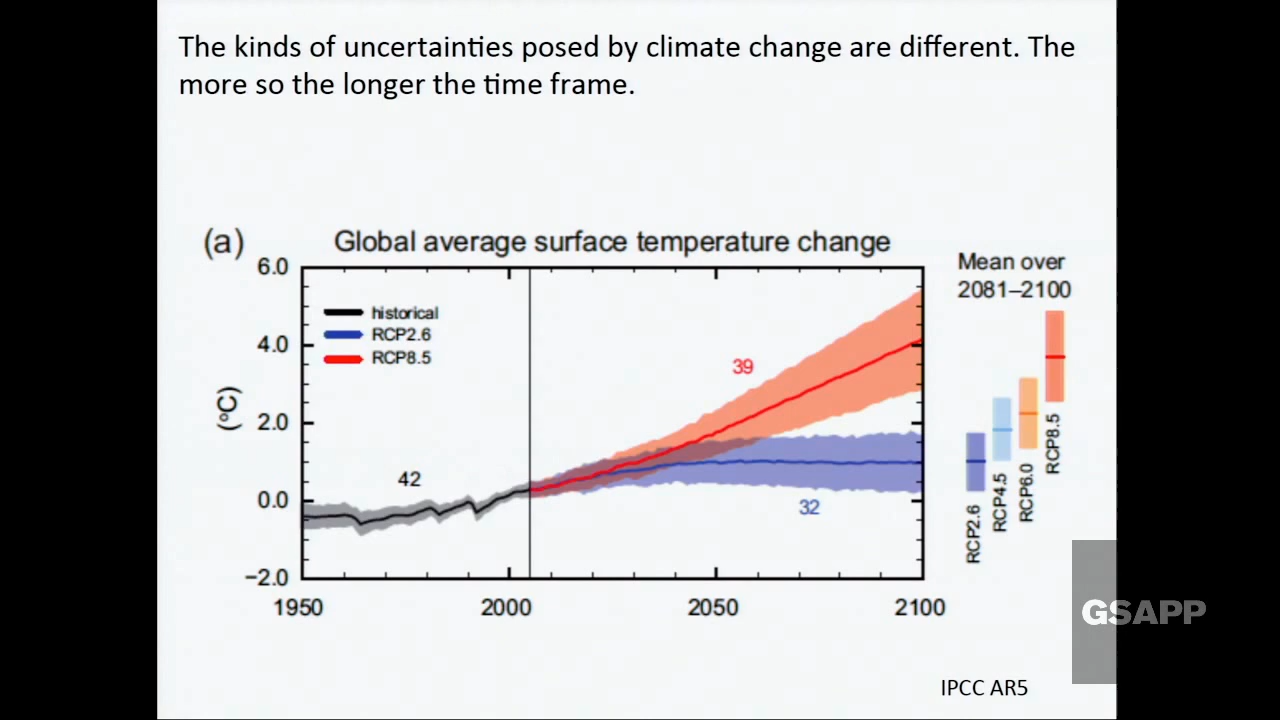 The kinds of uncertainties posed by climate change are different. The
more so the longer the time frame.
(a)
Global average surface temperature change
Mean over
2081–2100
6.0
4.0
2.0
0.0
−2.0
(°C)
historical
RCP2.6
RCP8.5
42
39
32
1950
2000
2050
2100
RCP2.6
RCP4.5
RCP6.0
RCP8.5
GSAPP
IPCC AR5